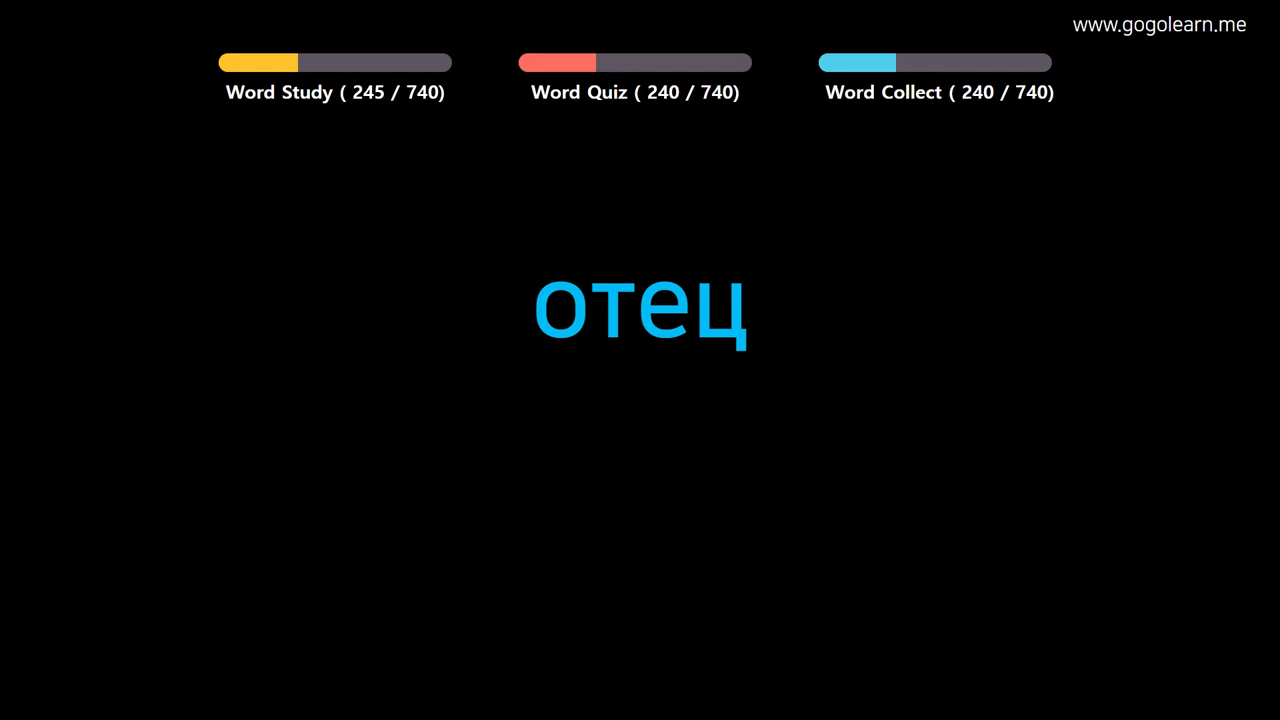 www.gogolearn.me
Word Study ( 245 / 740)
Word Quiz ( 240 / 740)
Word Collect ( 240 / 740)
отец